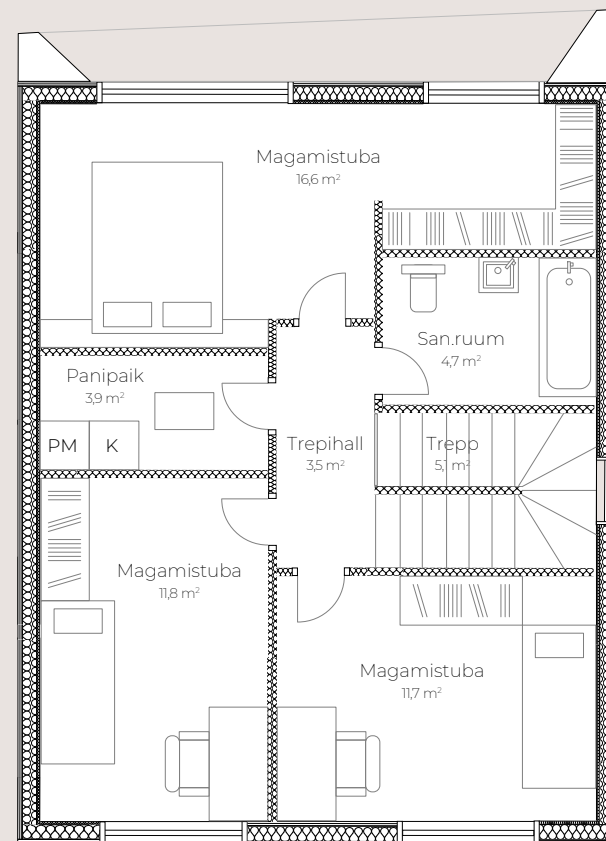 Magamistuba
16,6 m²
San.ruum
4,7 m²
Panipaik
3,9 m²
PM K
Trepihall
3,5 m²
Trepp
5,1 m²
Magamistuba
11,8 m²
Magamistuba
11,7 m²